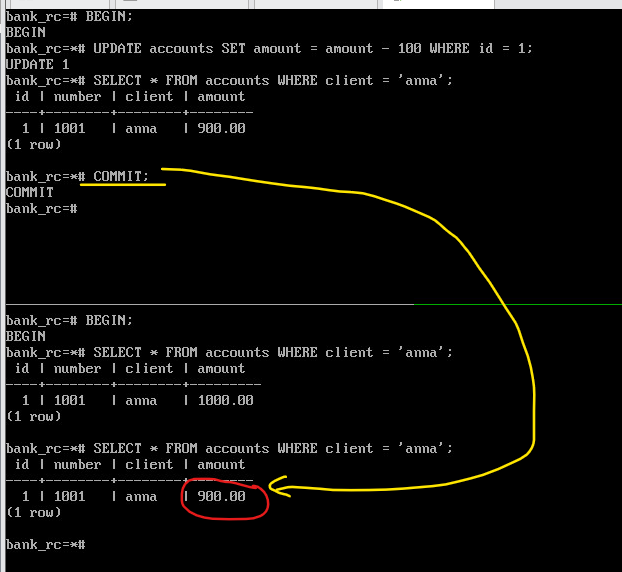 bank_rc=# BEGIN;
BEGIN
bank_rc=*# UPDATE accounts SET amount = amount - 100 WHERE id = 1;
UPDATE 1
bank_rc=*# SELECT * FROM accounts WHERE client = 'anna';
 id | number | client | amount
----+--------+--------+--------
  1 | 1001   | anna   | 900.00
(1 row)

bank_rc=*# COMMIT;
COMMIT
bank_rc=#

bank_rc=# BEGIN;
BEGIN
bank_rc=*# SELECT * FROM accounts WHERE client = 'anna';
 id | number | client | amount
----+--------+--------+---------
  1 | 1001   | anna   | 1000.00
(1 row)

bank_rc=*# SELECT * FROM accounts WHERE client = 'anna';
 id | number | client | amount
----+--------+--------+--------
  1 | 1001   | anna   | 900.00
(1 row)

bank_rc=*#